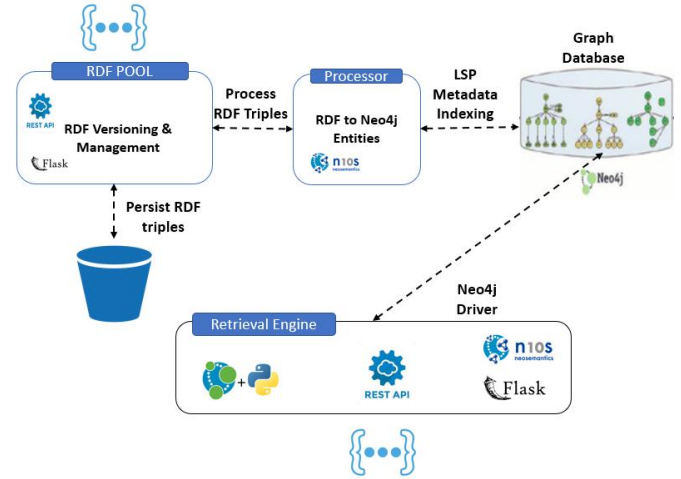 Graph
Database
RDF POOL
Processor
Process
RDF Triples
LSP
Metadata
Indexing
REST API
RDF Versioning &
Management
Flask
RDF to Neo4j
Entities
n10s
neosemantics
Neo4j
Persist RDF
triples
Neo4j
Driver
Retrieval Engine
+
REST API
n10s
neosemantics
Flask